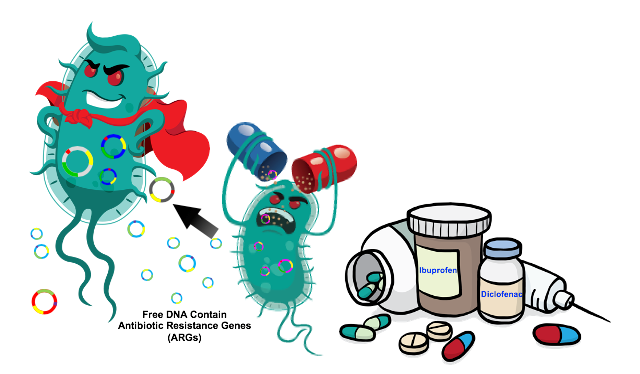 Ibuprofen
Diclofenac
Free DNA Contain
Antibiotic Resistance Genes
(ARGs)